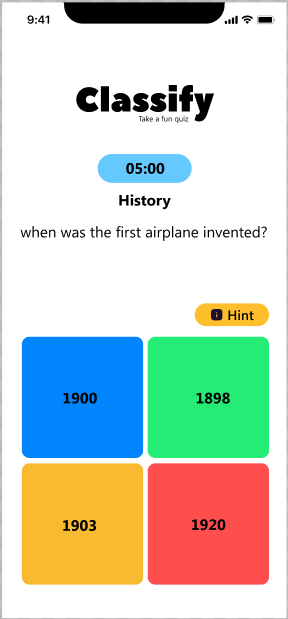 9:41
Classify
Take a fun quiz
05:00
History
when was the first airplane invented?
Hint
1900
1898
1903
1920